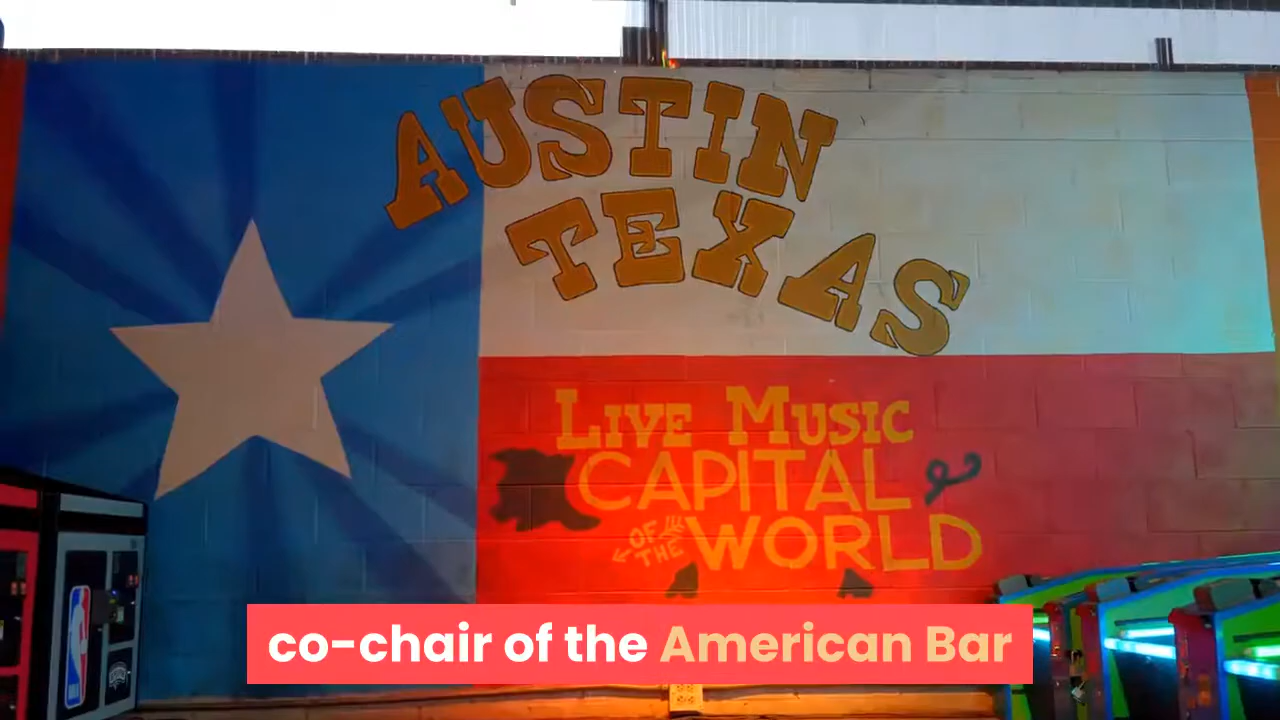 AUSTIN
TEXAS
LIVE MUSIC
CAPITAL
OF THE WORLD
co-chair of the American Bar